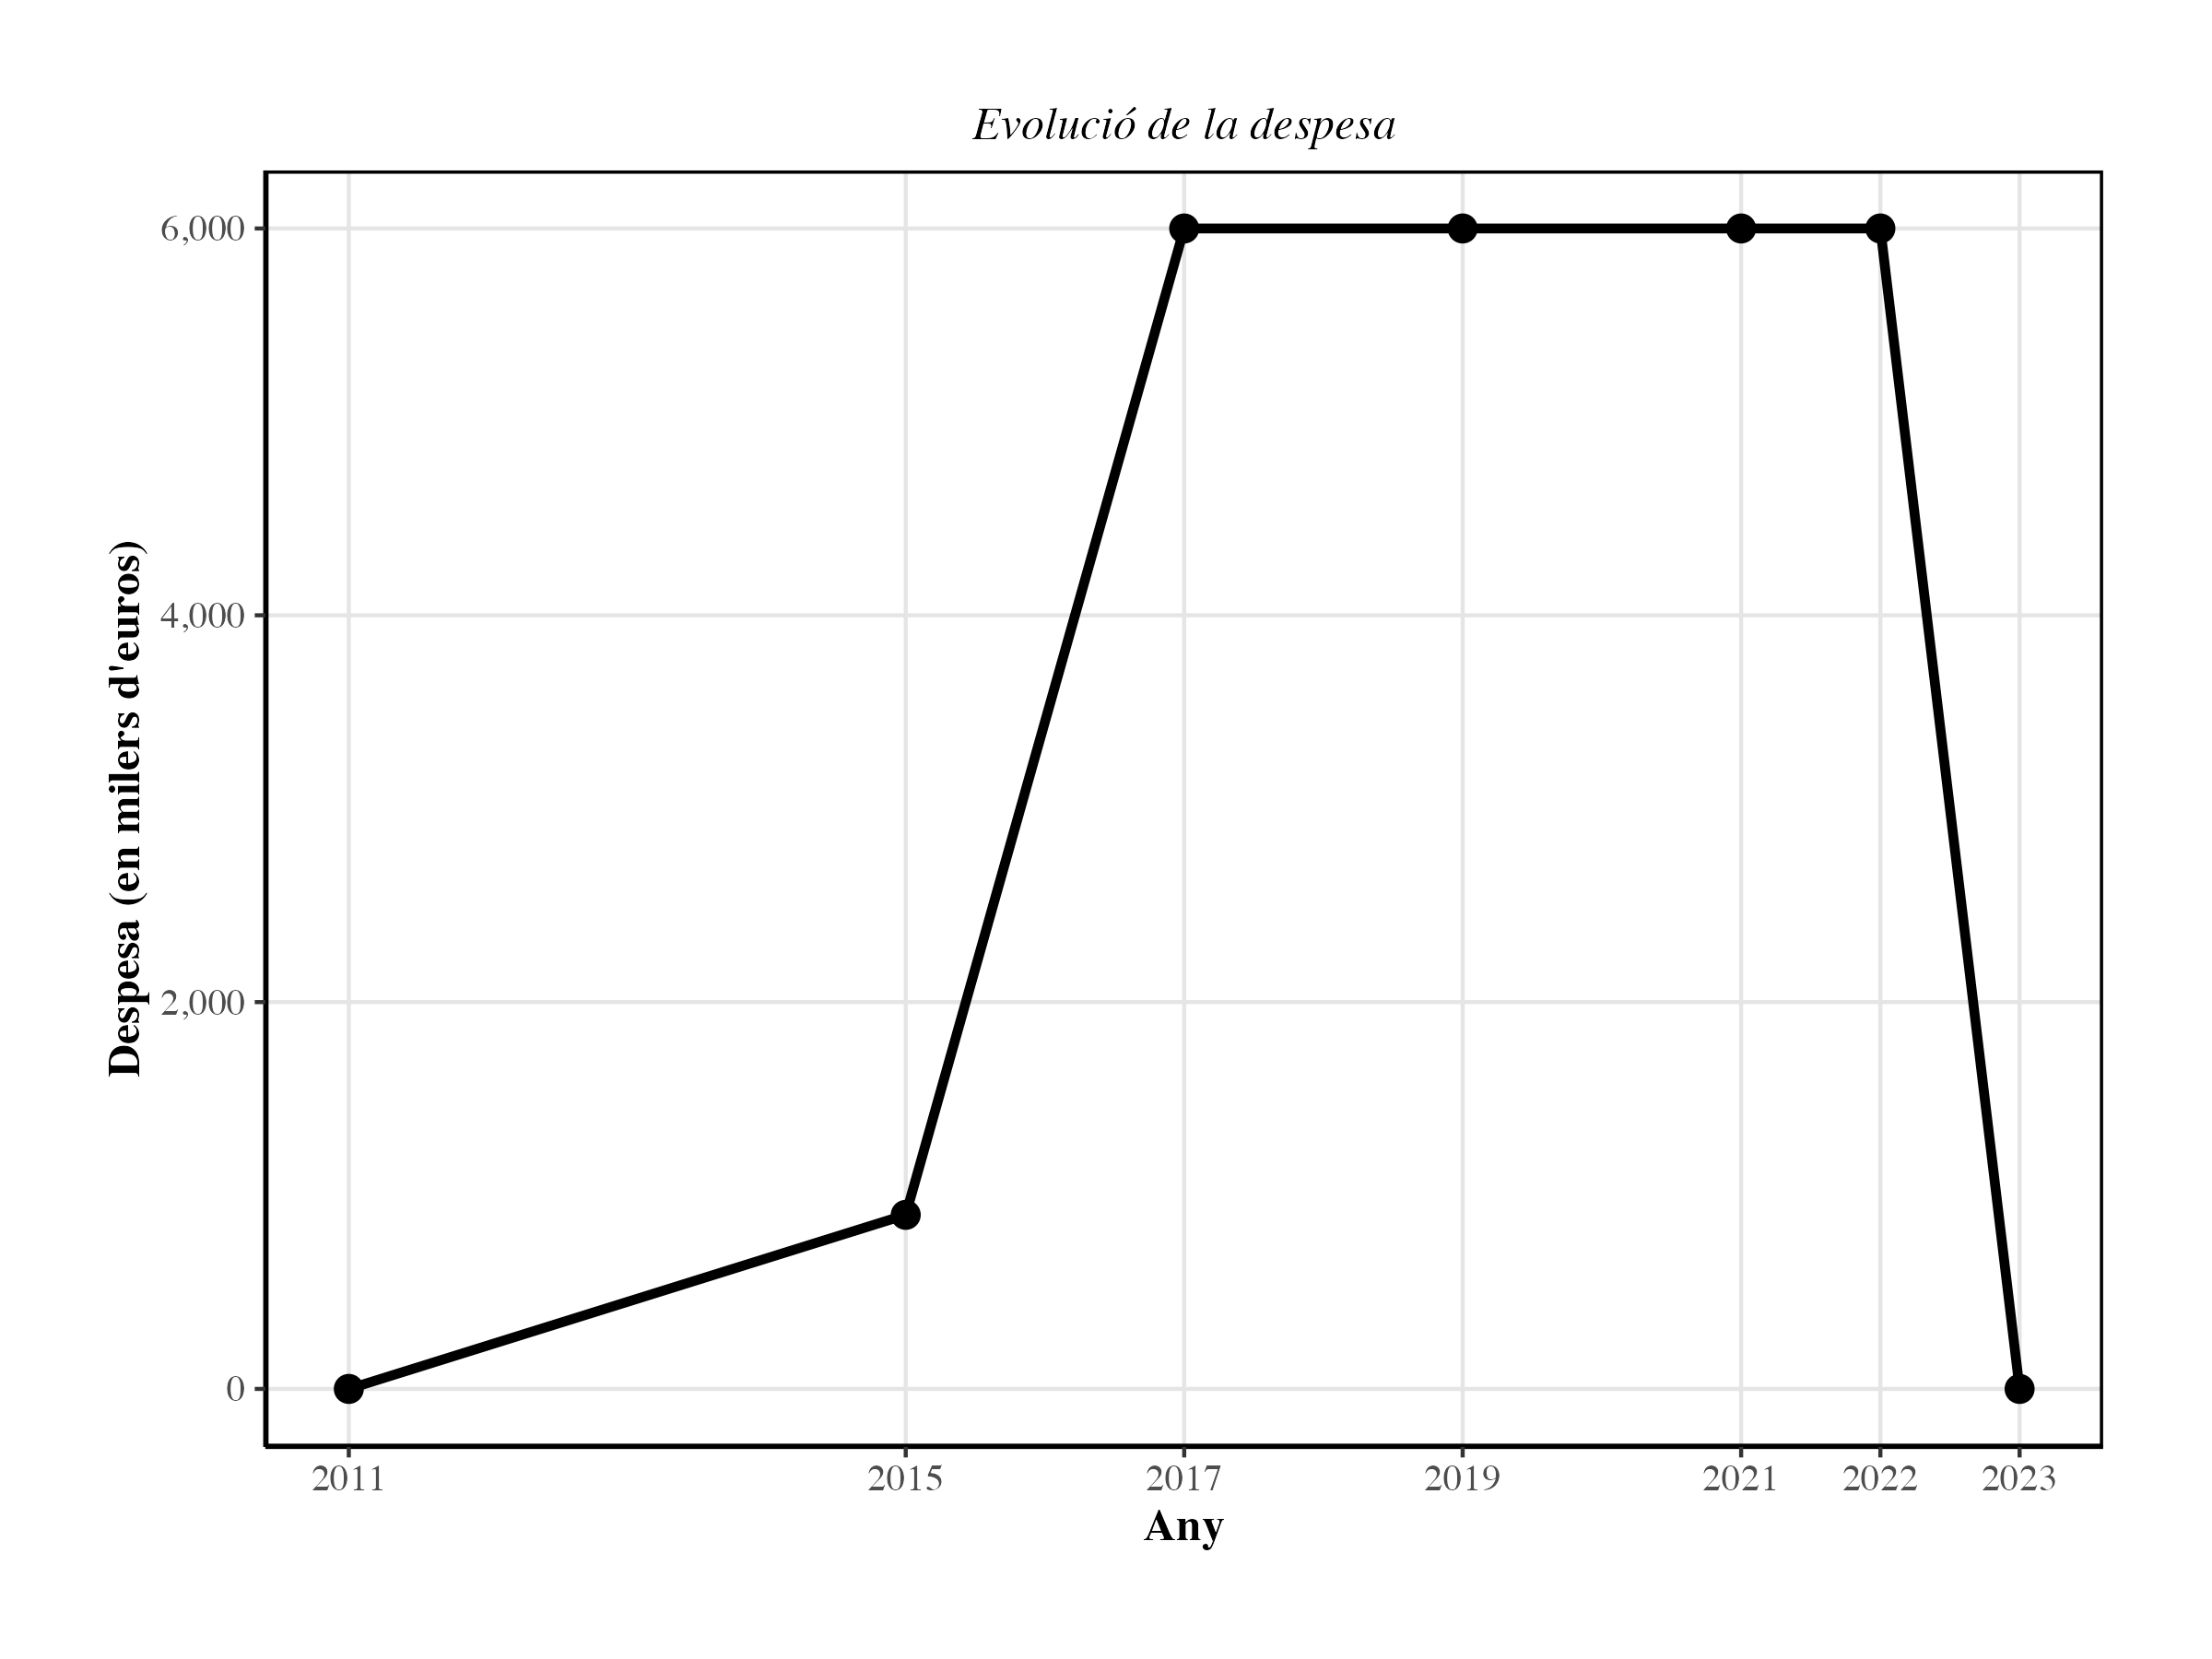 Evolució de la despesa
Despesa (en milers d'euros)
6,000
4,000
2,000
0
2011 2015 2017 2019 2021 2022 2023
Any